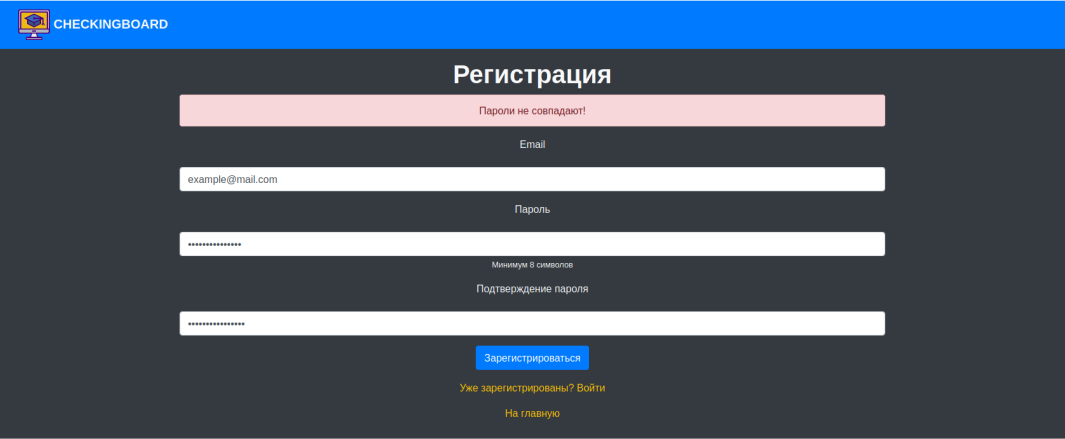 CHECKINGBOARD
Регистрация
Пароли не совпадают!
Email
example@mail.com
Пароль
•••••••••••••••
Минимум 8 символов
Подтверждение пароля
••••••••••••••••
Зарегистрироваться
Уже зарегистрированы? Войти
На главную